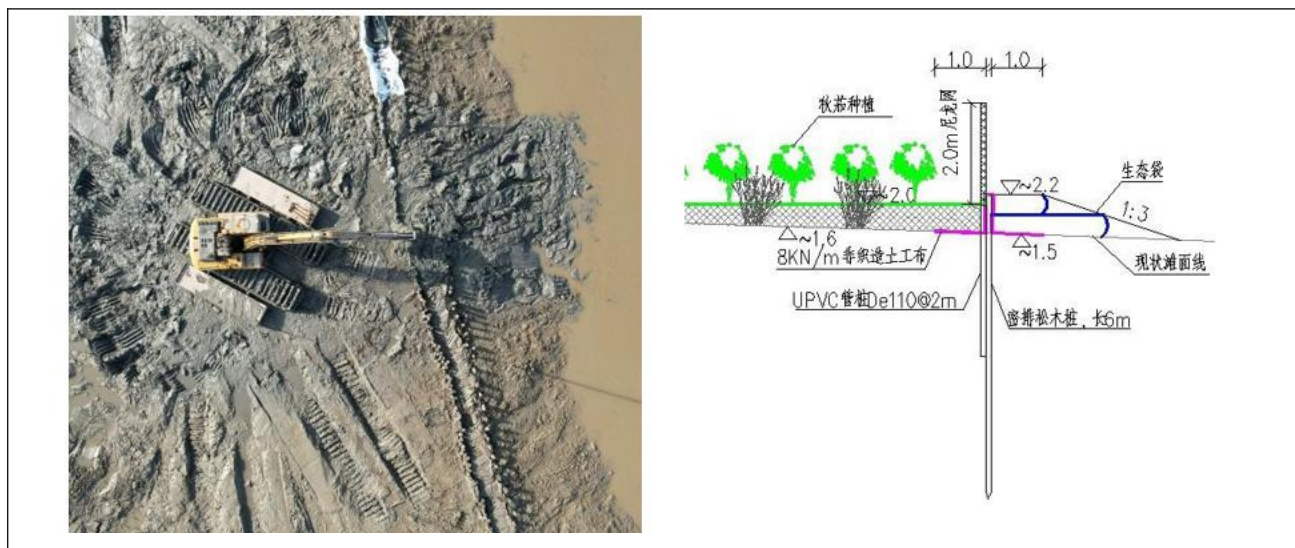 1.0 1.0
秋茄种植
2.0m尼龙网
~2.0
~2.2
生态袋
1:3
~1.6
8KN/m非织造土工布
~1.5
现状滩面线
UPVC管桩De110@2m
密排松木桩，长6m